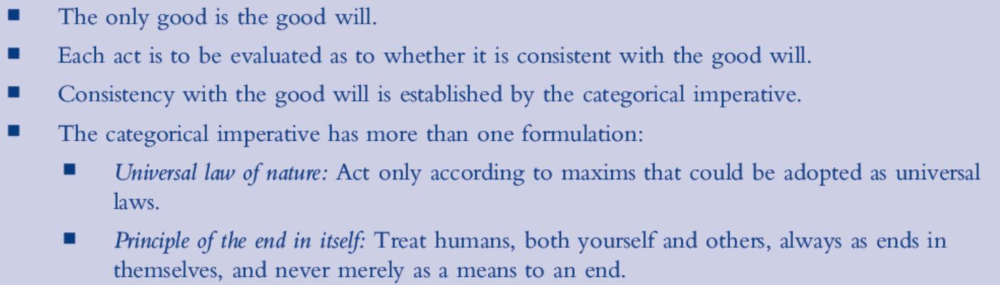 ■ The only good is the good will.
■ Each act is to be evaluated as to whether it is consistent with the good will.
■ Consistency with the good will is established by the categorical imperative.
■ The categorical imperative has more than one formulation:
■ Universal law of nature: Act only according to maxims that could be adopted as universal
laws.
■ Principle of the end in itself: Treat humans, both yourself and others, always as ends in
themselves, and never merely as a means to an end.